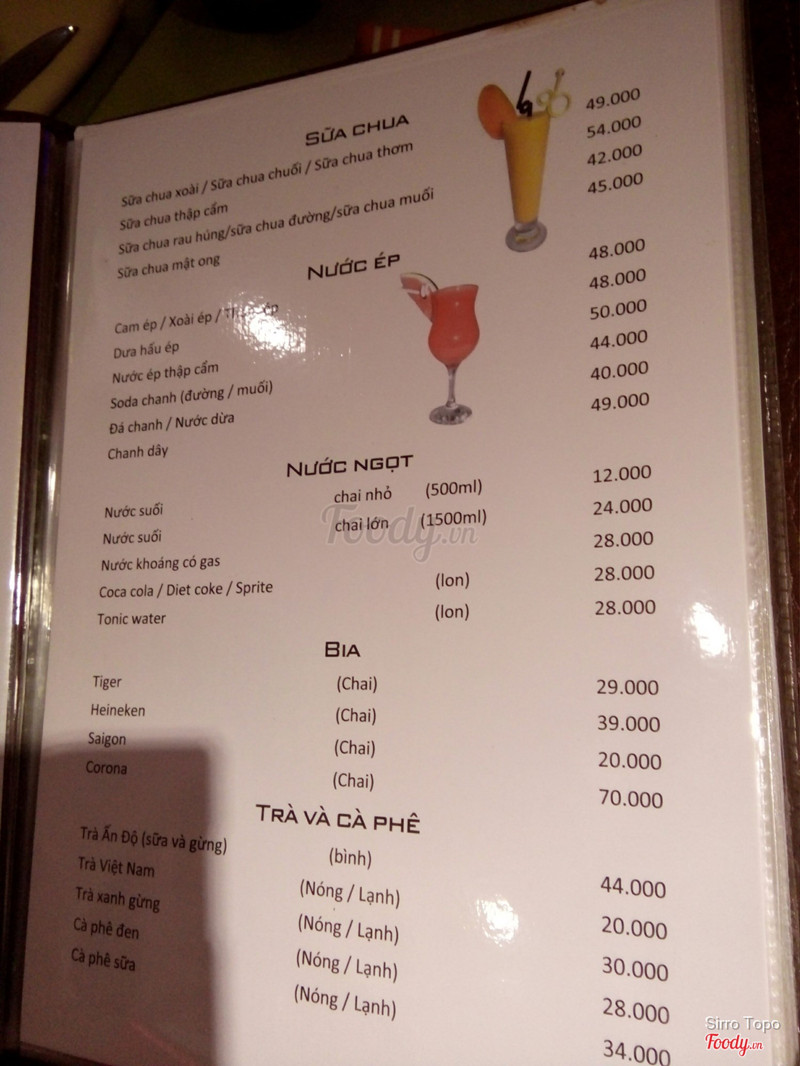 SỮA CHUA
Sữa chua xoài / Sữa chua chuối / Sữa chua thơm 49.000
Sữa chua thập cẩm 54.000
Sữa chua rau húng/sữa chua đường/sữa chua muối 42.000
Sữa chua mật ong 45.000
NƯỚC ÉP
Cam ép / Xoài ép / ép 48.000
Dưa hấu ép 48.000
Nước ép thập cẩm 50.000
Soda chanh (đường / muối) 44.000
Đá chanh / Nước dừa 40.000
Chanh dây 49.000
NƯỚC NGỌT
Nước suối chai nhỏ (500ml) 12.000
Nước suối chai lớn (1500ml) 24.000
Nước khoáng có gas 28.000
Coca cola / Diet coke / Sprite (lon) 28.000
Tonic water (lon) 28.000
BIA
Tiger (Chai) 29.000
Heineken (Chai) 39.000
Saigon (Chai) 20.000
Corona (Chai) 70.000
TRÀ VÀ CÀ PHÊ
Trà Ấn Độ (sữa và gừng) (bình) 44.000
Trà Việt Nam (Nóng / Lạnh) 20.000
Trà xanh gừng (Nóng / Lạnh) 30.000
Cà phê đen (Nóng / Lạnh) 28.000
Cà phê sữa (Nóng / Lạnh) 34.000
Foody.vn
Sirro Topo
Foody.vn